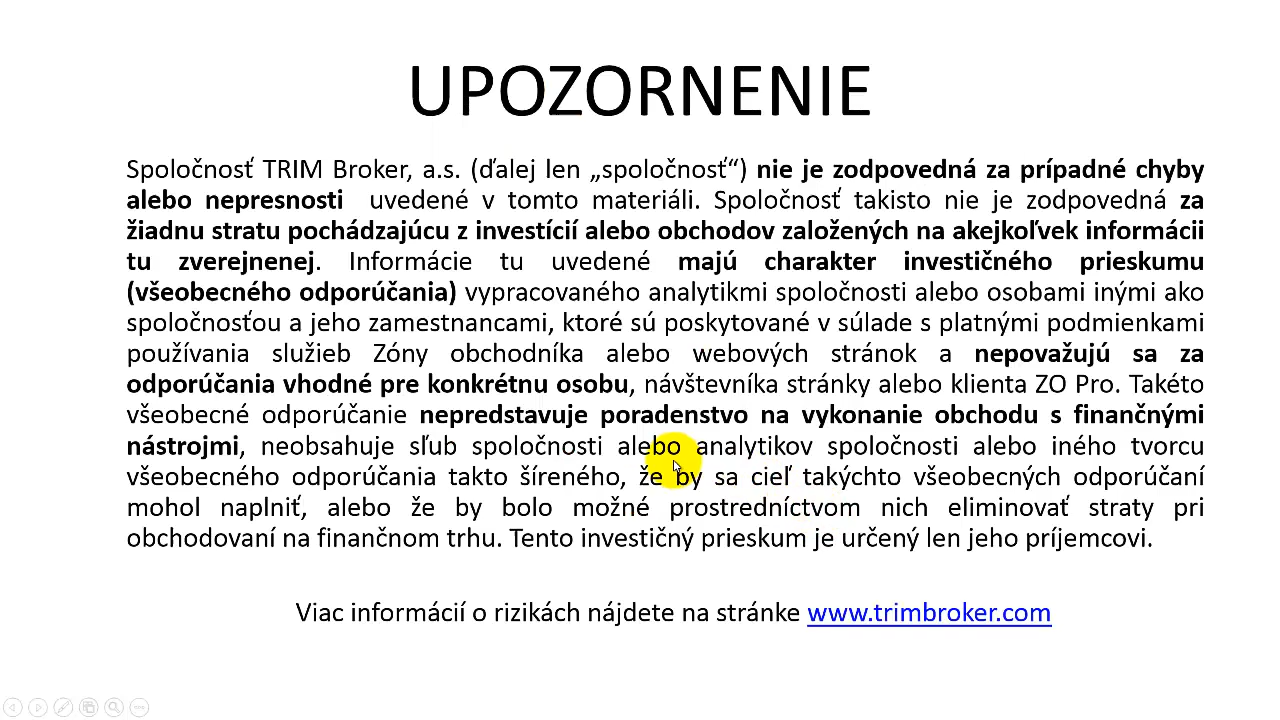 UPOZORNENIE
Spoločnosť TRIM Broker, a.s. (ďalej len „spoločnosť“) nie je zodpovedná za prípadné chyby
alebo nepresnosti uvedené v tomto materiáli. Spoločnosť takisto nie je zodpovedná za
žiadnu stratu pochádzajúcu z investícií alebo obchodov založených na akejkoľvek informácii
tu zverejnenej. Informácie tu uvedené majú charakter investičného prieskumu
(všeobecného odporúčania) vypracovaného analytikmi spoločnosti alebo osobami inými ako
spoločnosťou a jeho zamestnancami, ktoré sú poskytované v súlade s platnými podmienkami
používania služieb Zóny obchodníka alebo webových stránok a nepovažujú sa za
odporúčania vhodné pre konkrétnu osobu, návštevníka stránky alebo klienta ZO Pro. Takéto
všeobecné odporúčanie nepredstavuje poradenstvo na vykonanie obchodu s finančnými
nástrojmi, neobsahuje sľub spoločnosti alebo analytikov spoločnosti alebo iného tvorcu
všeobecného odporúčania takto šíreného, že by sa cieľ takýchto všeobecných odporúčaní
mohol naplniť, alebo že by bolo možné prostredníctvom nich eliminovať straty pri
obchodovaní na finančnom trhu. Tento investičný prieskum je určený len jeho príjemcovi.
Viac informácií o rizikách nájdete na stránke www.trimbroker.com